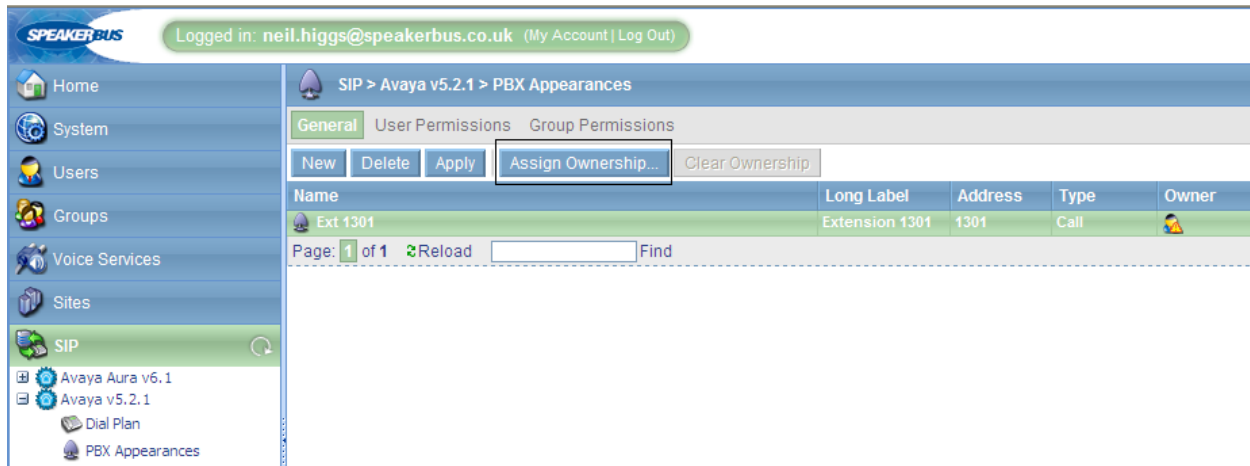 SPEAKERBUS
Logged in: neil.higgs@speakerbus.co.uk (My Account | Log Out)
Home
System
Users
Groups
Voice Services
Sites
SIP
Avaya Aura v6.1
Avaya v5.2.1
Dial Plan
PBX Appearances
SIP > Avaya v5.2.1 > PBX Appearances
General User Permissions Group Permissions
New Delete Apply Assign Ownership... Clear Ownership
Name Long Label Address Type Owner
Ext 1301 Extension 1301 1301 Call
Page: 1 of 1 Reload Find